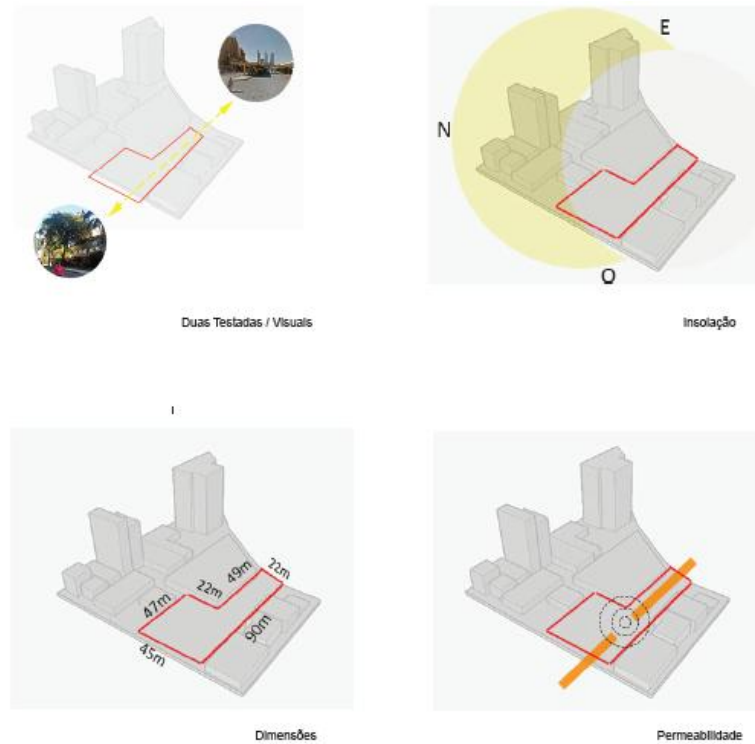 E
N
O
Duas Testadas / Visuais
Insolação
47m
22m
49m
22m
90m
45m
Dimensões
Permeabilidade